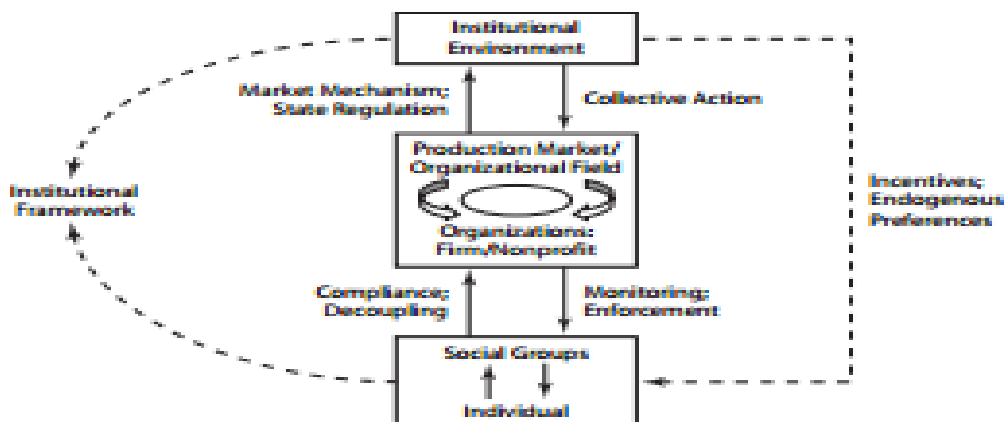 Institutional
Environment
Market Mechanism;
State Regulation
Collective Action
Production Market/
Organizational Field
Institutional
Framework
Incentives;
Endogenous
Preferences
Organizations:
Firm/Nonprofit
Compliance;
Decoupling
Monitoring;
Enforcement
Social Groups
Individual